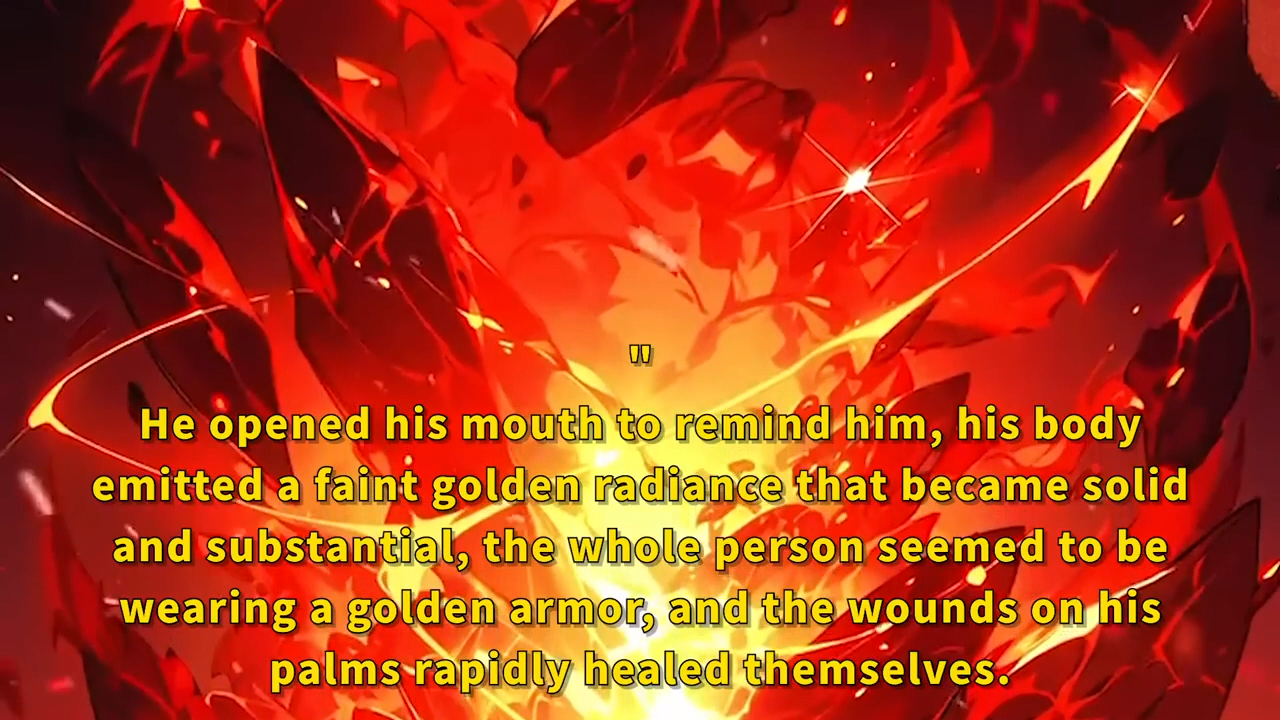 "
He opened his mouth to remind him, his body
emitted a faint golden radiance that became solid
and substantial, the whole person seemed to be
wearing a golden armor, and the wounds on his
palms rapidly healed themselves.